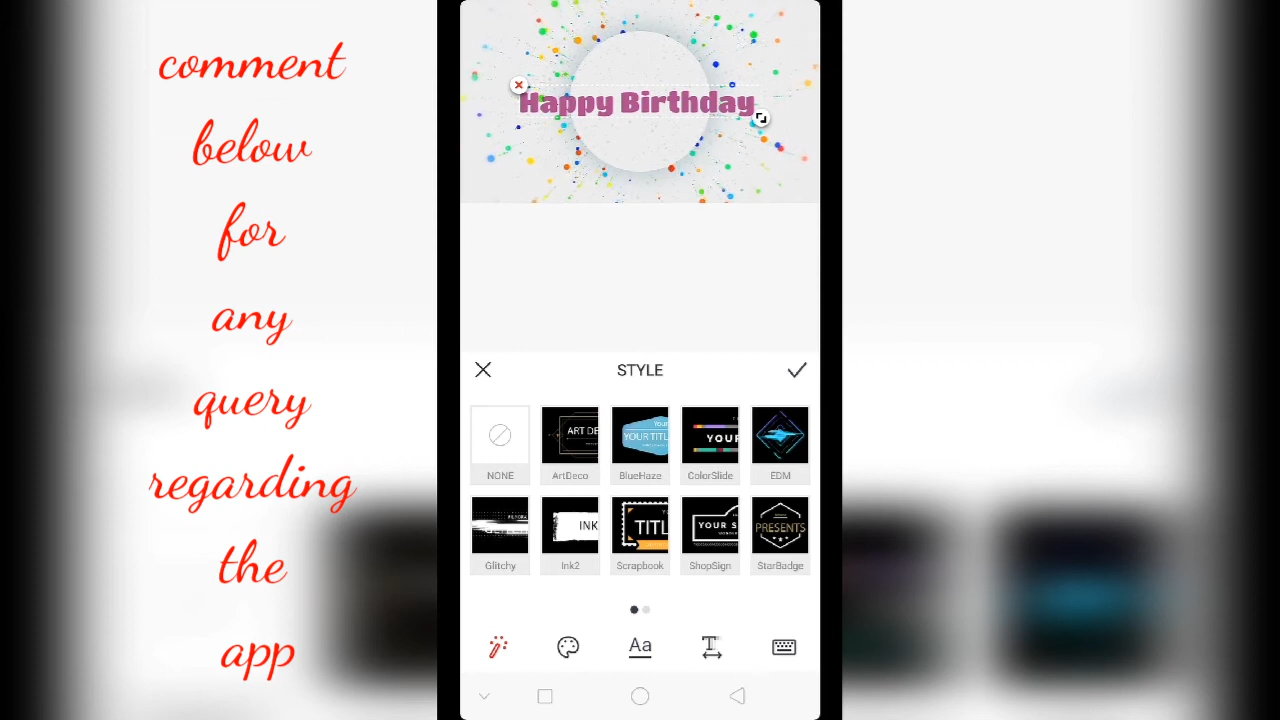 comment
below
for
any
query
regarding
the
app
Happy Birthday
STYLE
ART DE
YOUR TITL
YOUR
NONE
ArtDeco
BlueHaze
ColorSlide
EDM
INK
TITL
YOUR S
PRESENTS
Glitchy
Ink2
Scrapbook
ShopSign
StarBadge
Aa
T